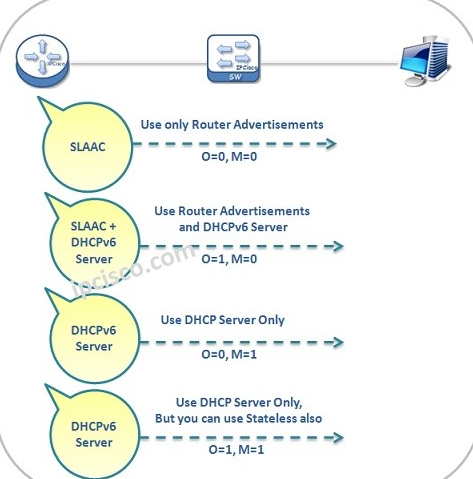 IPCisco
IPCisco
SW
SLAAC
Use only Router Advertisements
O=0, M=0
SLAAC +
DHCPv6
Server
Use Router Advertisements
and DHCPv6 Server
O=1, M=0
ipcisco.com
DHCPv6
Server
Use DHCP Server Only
O=0, M=1
DHCPv6
Server
Use DHCP Server Only,
But you can use Stateless also
O=1, M=1